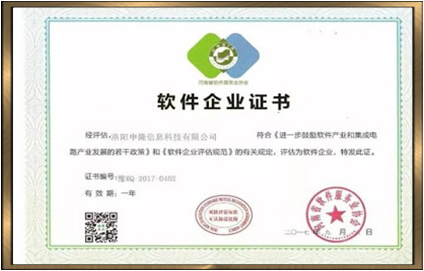 河南省软件服务业协会
软件企业证书
经评估,洛阳申隆信息科技有限公司 符合《进一步鼓励软件产业和集成电
路产业发展的若干政策》和《软件企业评估规范》的有关规定,评估为软件企业,特发此证。
证书编号:豫RQ-2017-0402
有效期:一年
河南省软件服务业协会
二〇一七年九月 日